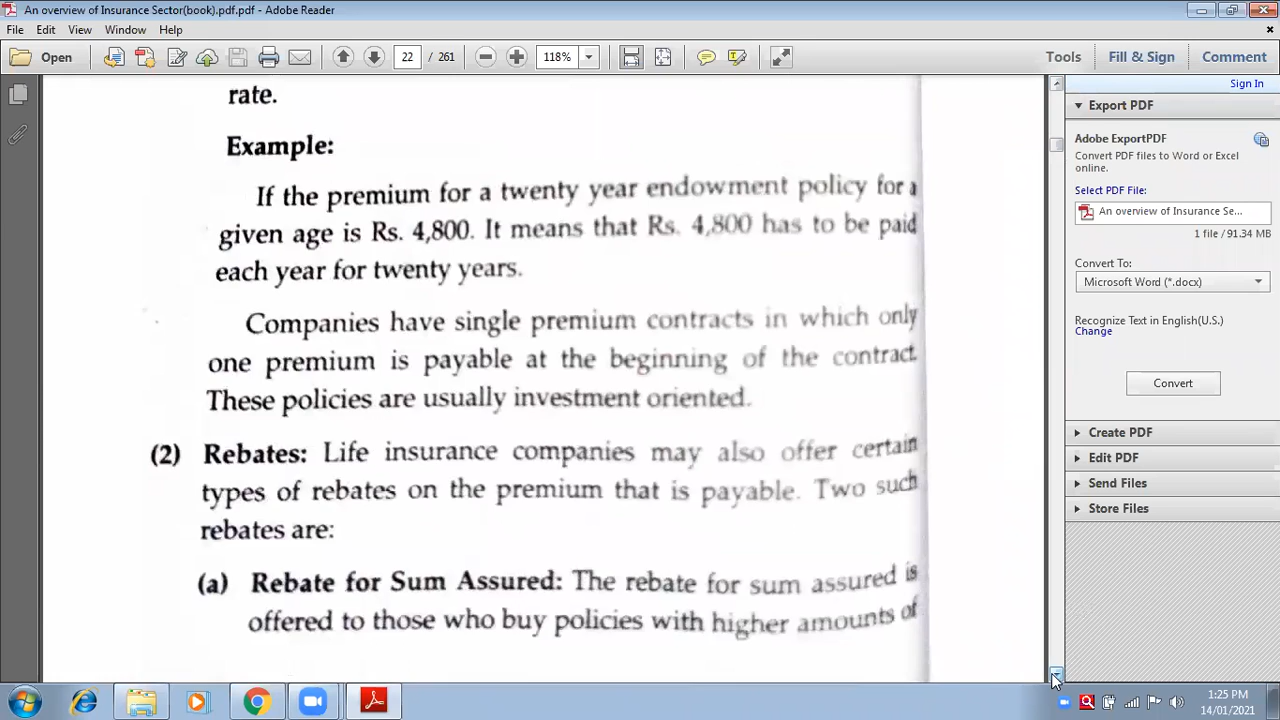 An overview of Insurance Sector(book).pdf.pdf - Adobe Reader
File Edit View Window Help
Open 22 / 261 118% Tools Fill & Sign Comment
Sign In
rate.
Example:
If the premium for a twenty year endowment policy for a
given age is Rs. 4,800. It means that Rs. 4,800 has to be paid
each year for twenty years.
Companies have single premium contracts in which only
one premium is payable at the beginning of the contract.
These policies are usually investment oriented.
(2) Rebates: Life insurance companies may also offer certain
types of rebates on the premium that is payable. Two such
rebates are:
(a) Rebate for Sum Assured: The rebate for sum assured is
offered to those who buy policies with higher amounts of
Export PDF
Adobe ExportPDF
Convert PDF files to Word or Excel
online.
Select PDF File:
An overview of Insurance Se...
1 file / 91.34 MB
Convert To:
Microsoft Word (*.docx)
Recognize Text in English(U.S.)
Change
Convert
Create PDF
Edit PDF
Send Files
Store Files
1:25 PM
14/01/2021